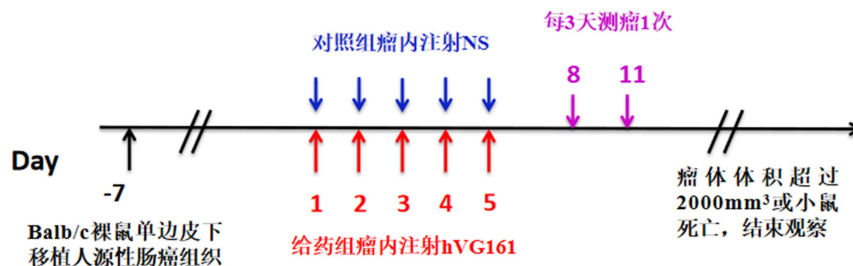 每3天测瘤1次
对照组瘤内注射NS
8 11
Day
-7
1 2 3 4 5
Balb/c裸鼠单边皮下
移植人源性肠癌组织
给药组瘤内注射hVG161
瘤体体积超过
2000mm³或小鼠
死亡，结束观察